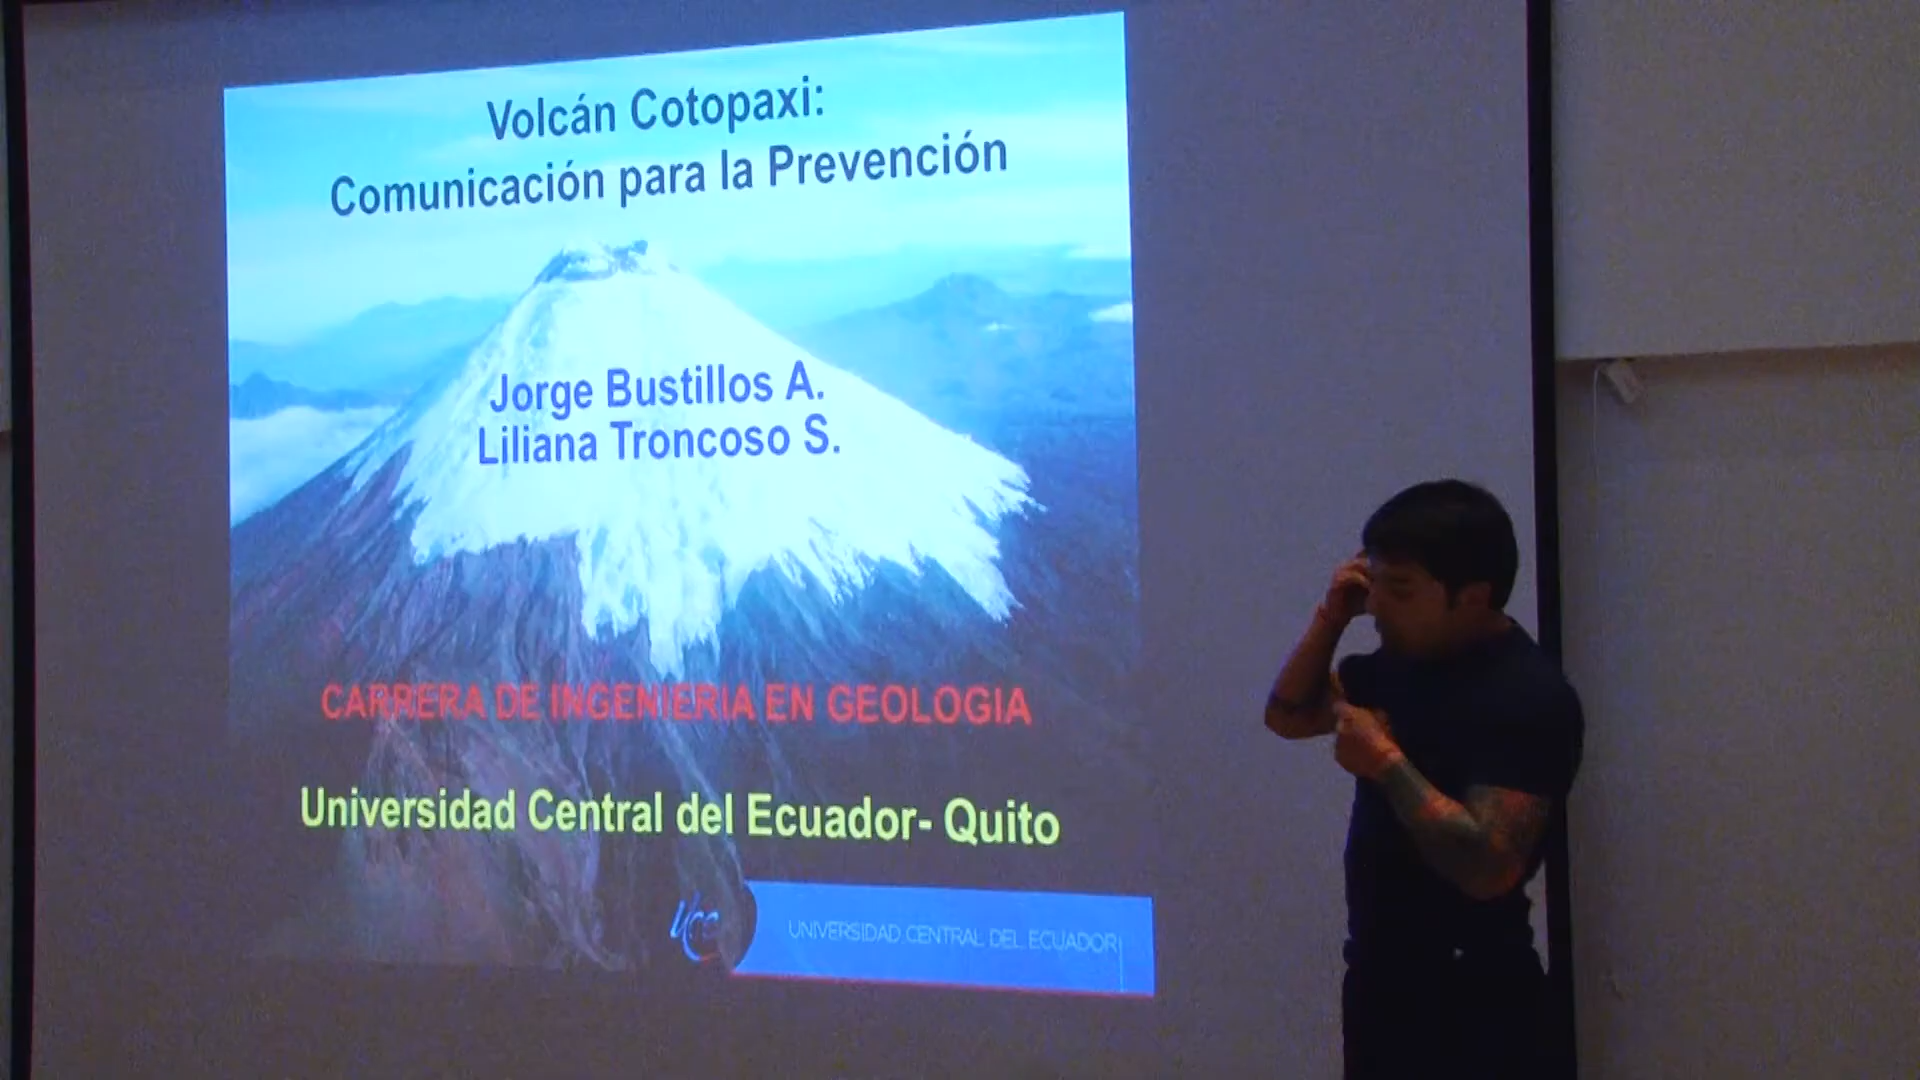 Volcán Cotopaxi:
Comunicación para la Prevención
Jorge Bustillos A.
Liliana Troncoso S.
CARRERA DE INGENIERIA EN GEOLOGIA
Universidad Central del Ecuador- Quito
UNIVERSIDAD CENTRAL DEL ECUADOR